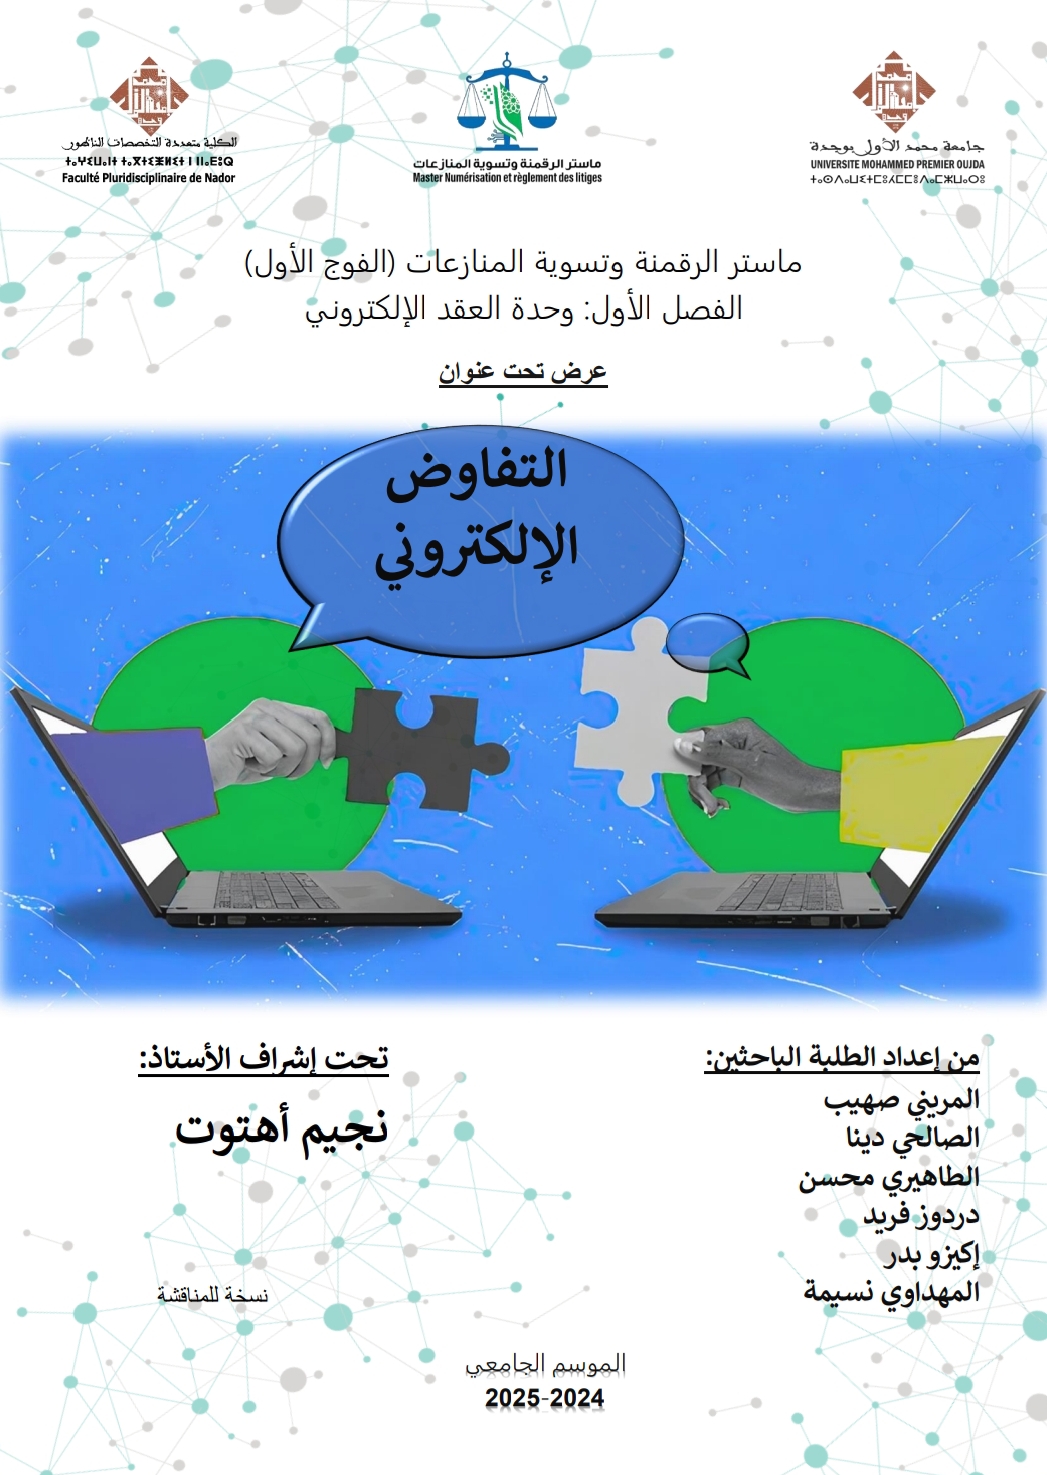 الكلية متعددة التخصصات الناظور
ⵜⴰⵖⵉⵡⴰⵏⵜ ⵜⴰⴳⵜⵉⵣⵍⵉⵜ ⵏ ⵏⵏⴰⴹⵓⵕ
Faculté Pluridisciplinaire de Nador
ماستر الرقمنة وتسوية المنازعات
Master Numérisation et règlement des litiges
جامعة محمد الأول بوجدة
UNIVERSITE MOHAMMED PREMIER OUJDA
ماستر الرقمنة وتسوية المنازعات (الفوج الأول)
الفصل الأول: وحدة العقد الإلكتروني
عرض تحت عنوان
التفاوض
الإلكتروني
من إعداد الطلبة الباحثين:
المريني صهيب
الصالحي دينا
الطاهيري محسن
دردوز فريد
إكيزو بدر
المهداوي نسيمة
تحت إشراف الأستاذ:
نجيم أهتوت
نسخة للمناقشة
الموسم الجامعي
2025-2024